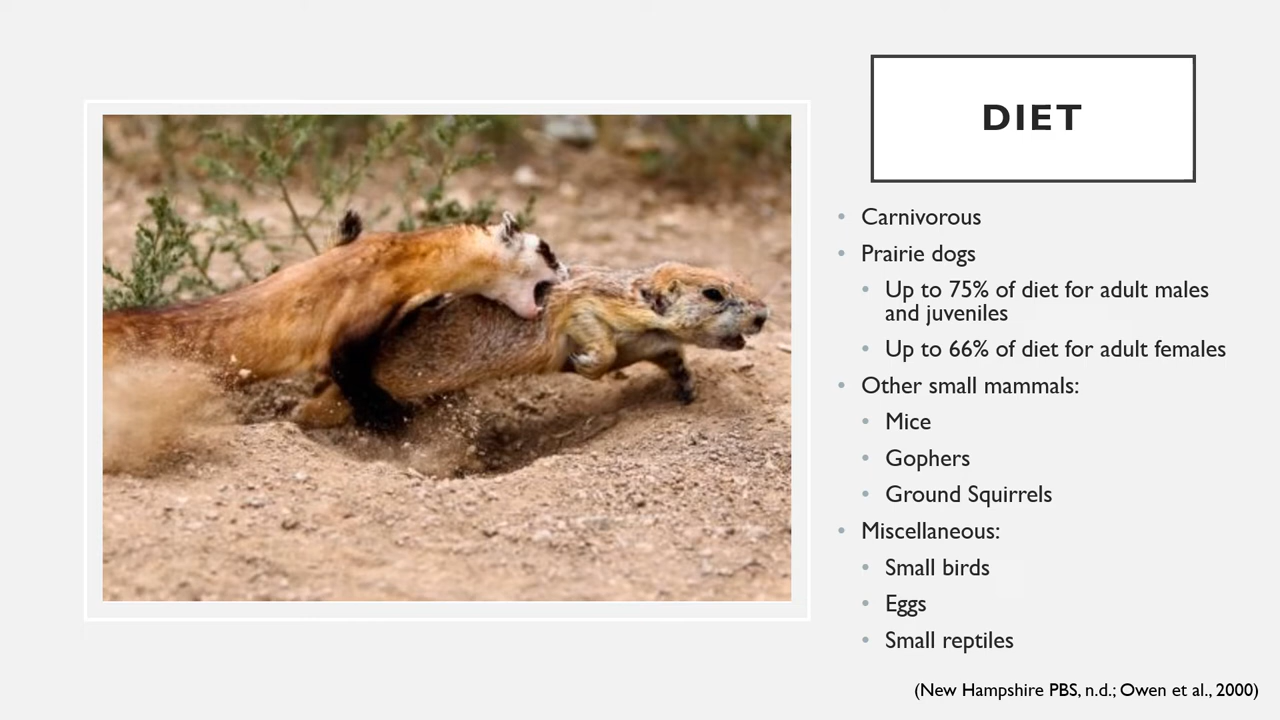 DIET
• Carnivorous
• Prairie dogs
• Up to 75% of diet for adult males
and juveniles
• Up to 66% of diet for adult females
• Other small mammals:
• Mice
• Gophers
• Ground Squirrels
• Miscellaneous:
• Small birds
• Eggs
• Small reptiles
(New Hampshire PBS, n.d.; Owen et al., 2000)